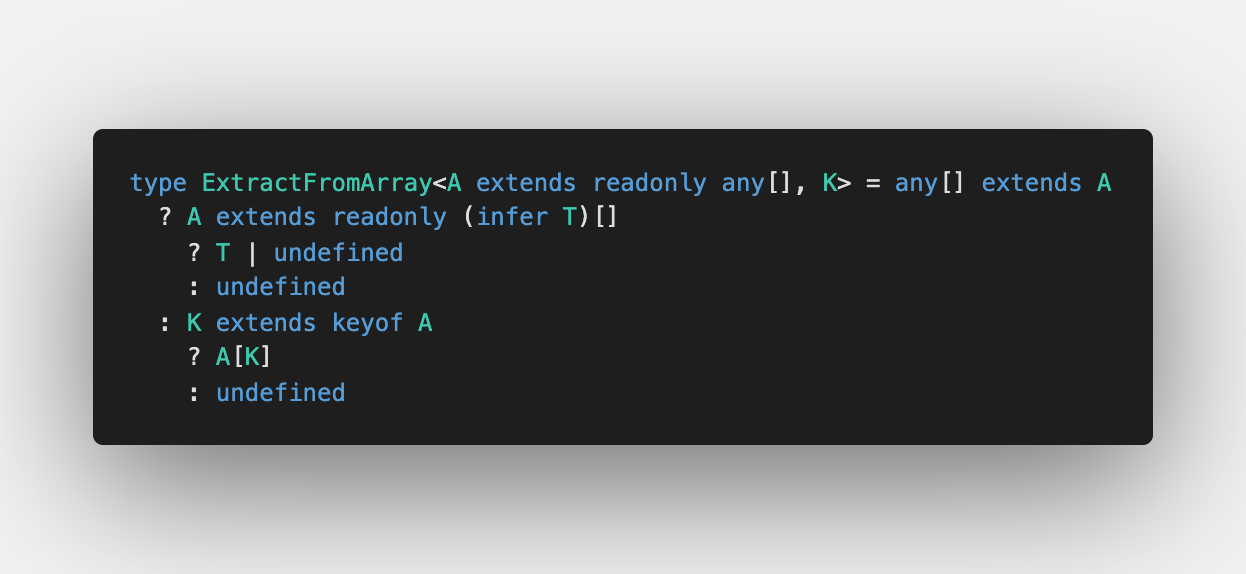 type ExtractFromArray<A extends readonly any[], K> = any[] extends A
  ? A extends readonly (infer T)[]
    ? T | undefined
    : undefined
  : K extends keyof A
    ? A[K]
    : undefined